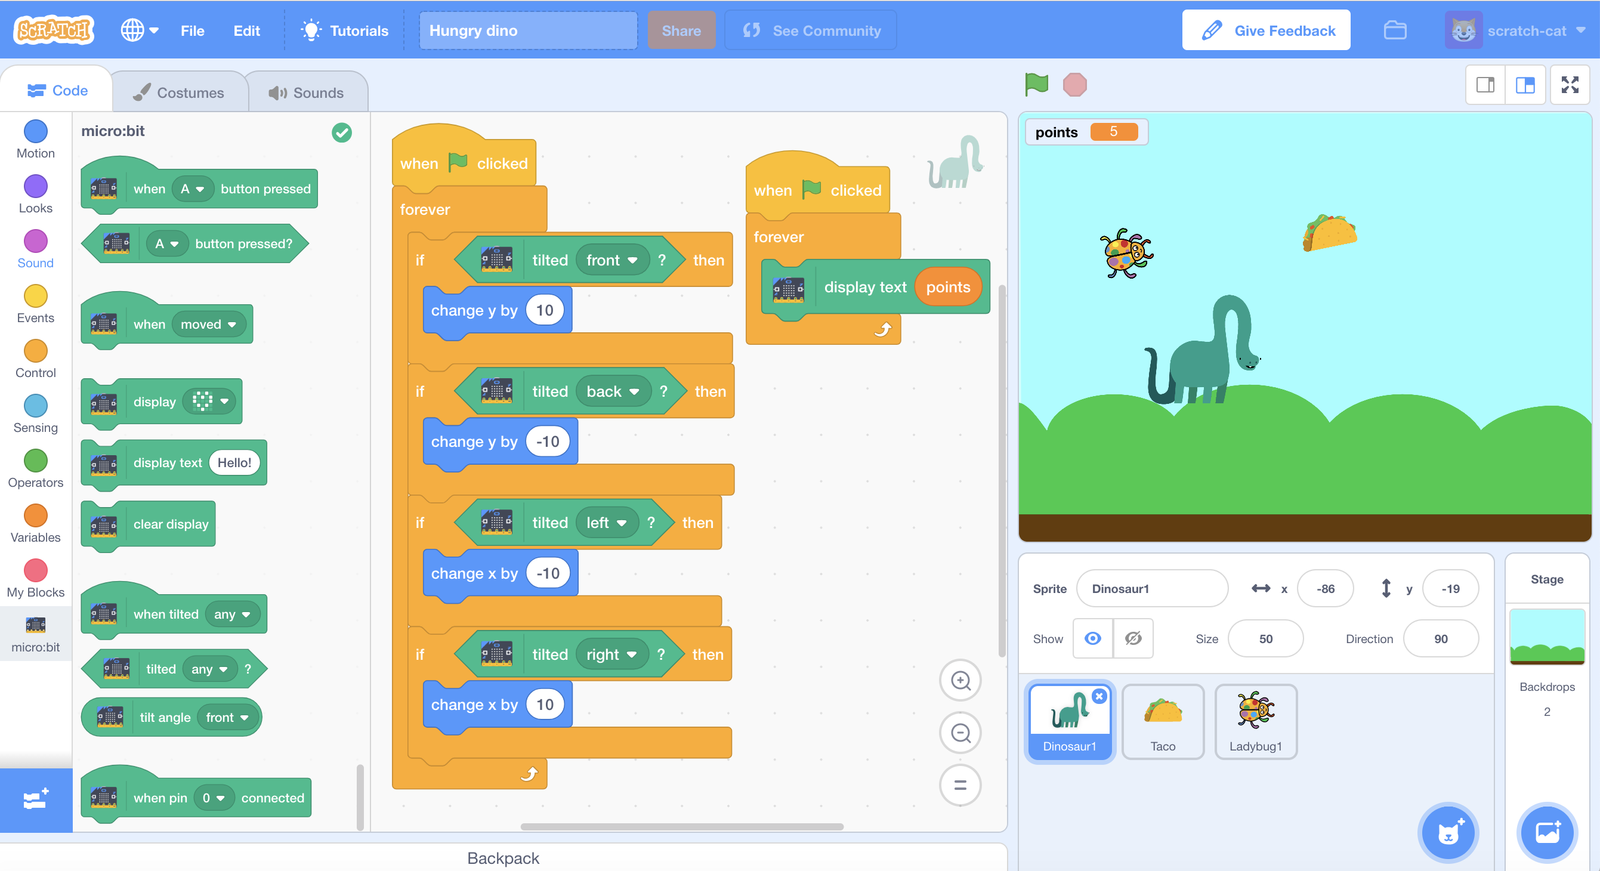 SCRATCH
File
Edit
Tutorials
Hungry dino
Share
See Community
Give Feedback
scratch-cat
Code
Costumes
Sounds
Motion
Looks
Sound
Events
Control
Sensing
Operators
Variables
My Blocks
micro:bit
micro:bit
when A button pressed
A button pressed?
when moved
display
display text Hello!
clear display
when tilted any
tilted any ?
tilt angle front
when pin 0 connected
when clicked
forever
if tilted front ? then
change y by 10
if tilted back ? then
change y by -10
if tilted left ? then
change x by -10
if tilted right ? then
change x by 10
when clicked
forever
display text points
Backpack
points 5
Sprite Dinosaur1 x -86 y -19
Show Size 50 Direction 90
Dinosaur1
Taco
Ladybug1
Stage
Backdrops
2